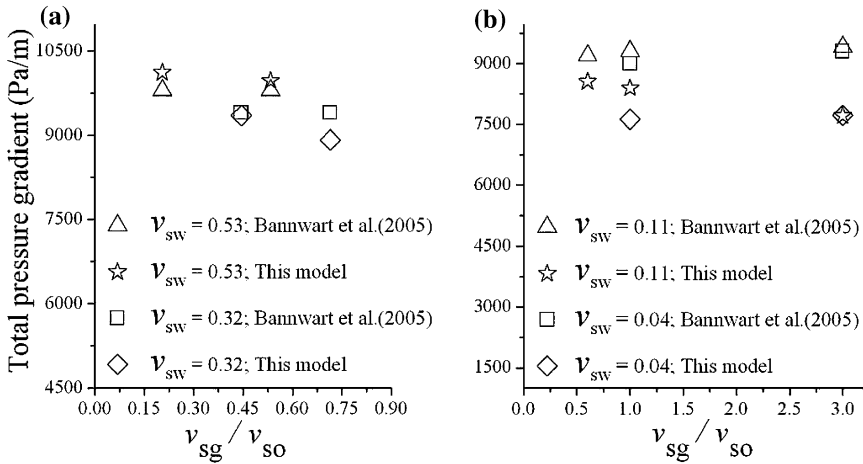 (a)
Total pressure gradient (Pa/m)
10500
9000
7500
6000
4500
v_sw = 0.53; Bannwart et al.(2005)
v_sw = 0.53; This model
v_sw = 0.32; Bannwart et al.(2005)
v_sw = 0.32; This model
0.00 0.15 0.30 0.45 0.60 0.75 0.90
v_sg / v_so
(b)
9000
7500
6000
4500
3000
1500
v_sw = 0.11; Bannwart et al.(2005)
v_sw = 0.11; This model
v_sw = 0.04; Bannwart et al.(2005)
v_sw = 0.04; This model
0.0 0.5 1.0 1.5 2.0 2.5 3.0
v_sg / v_so